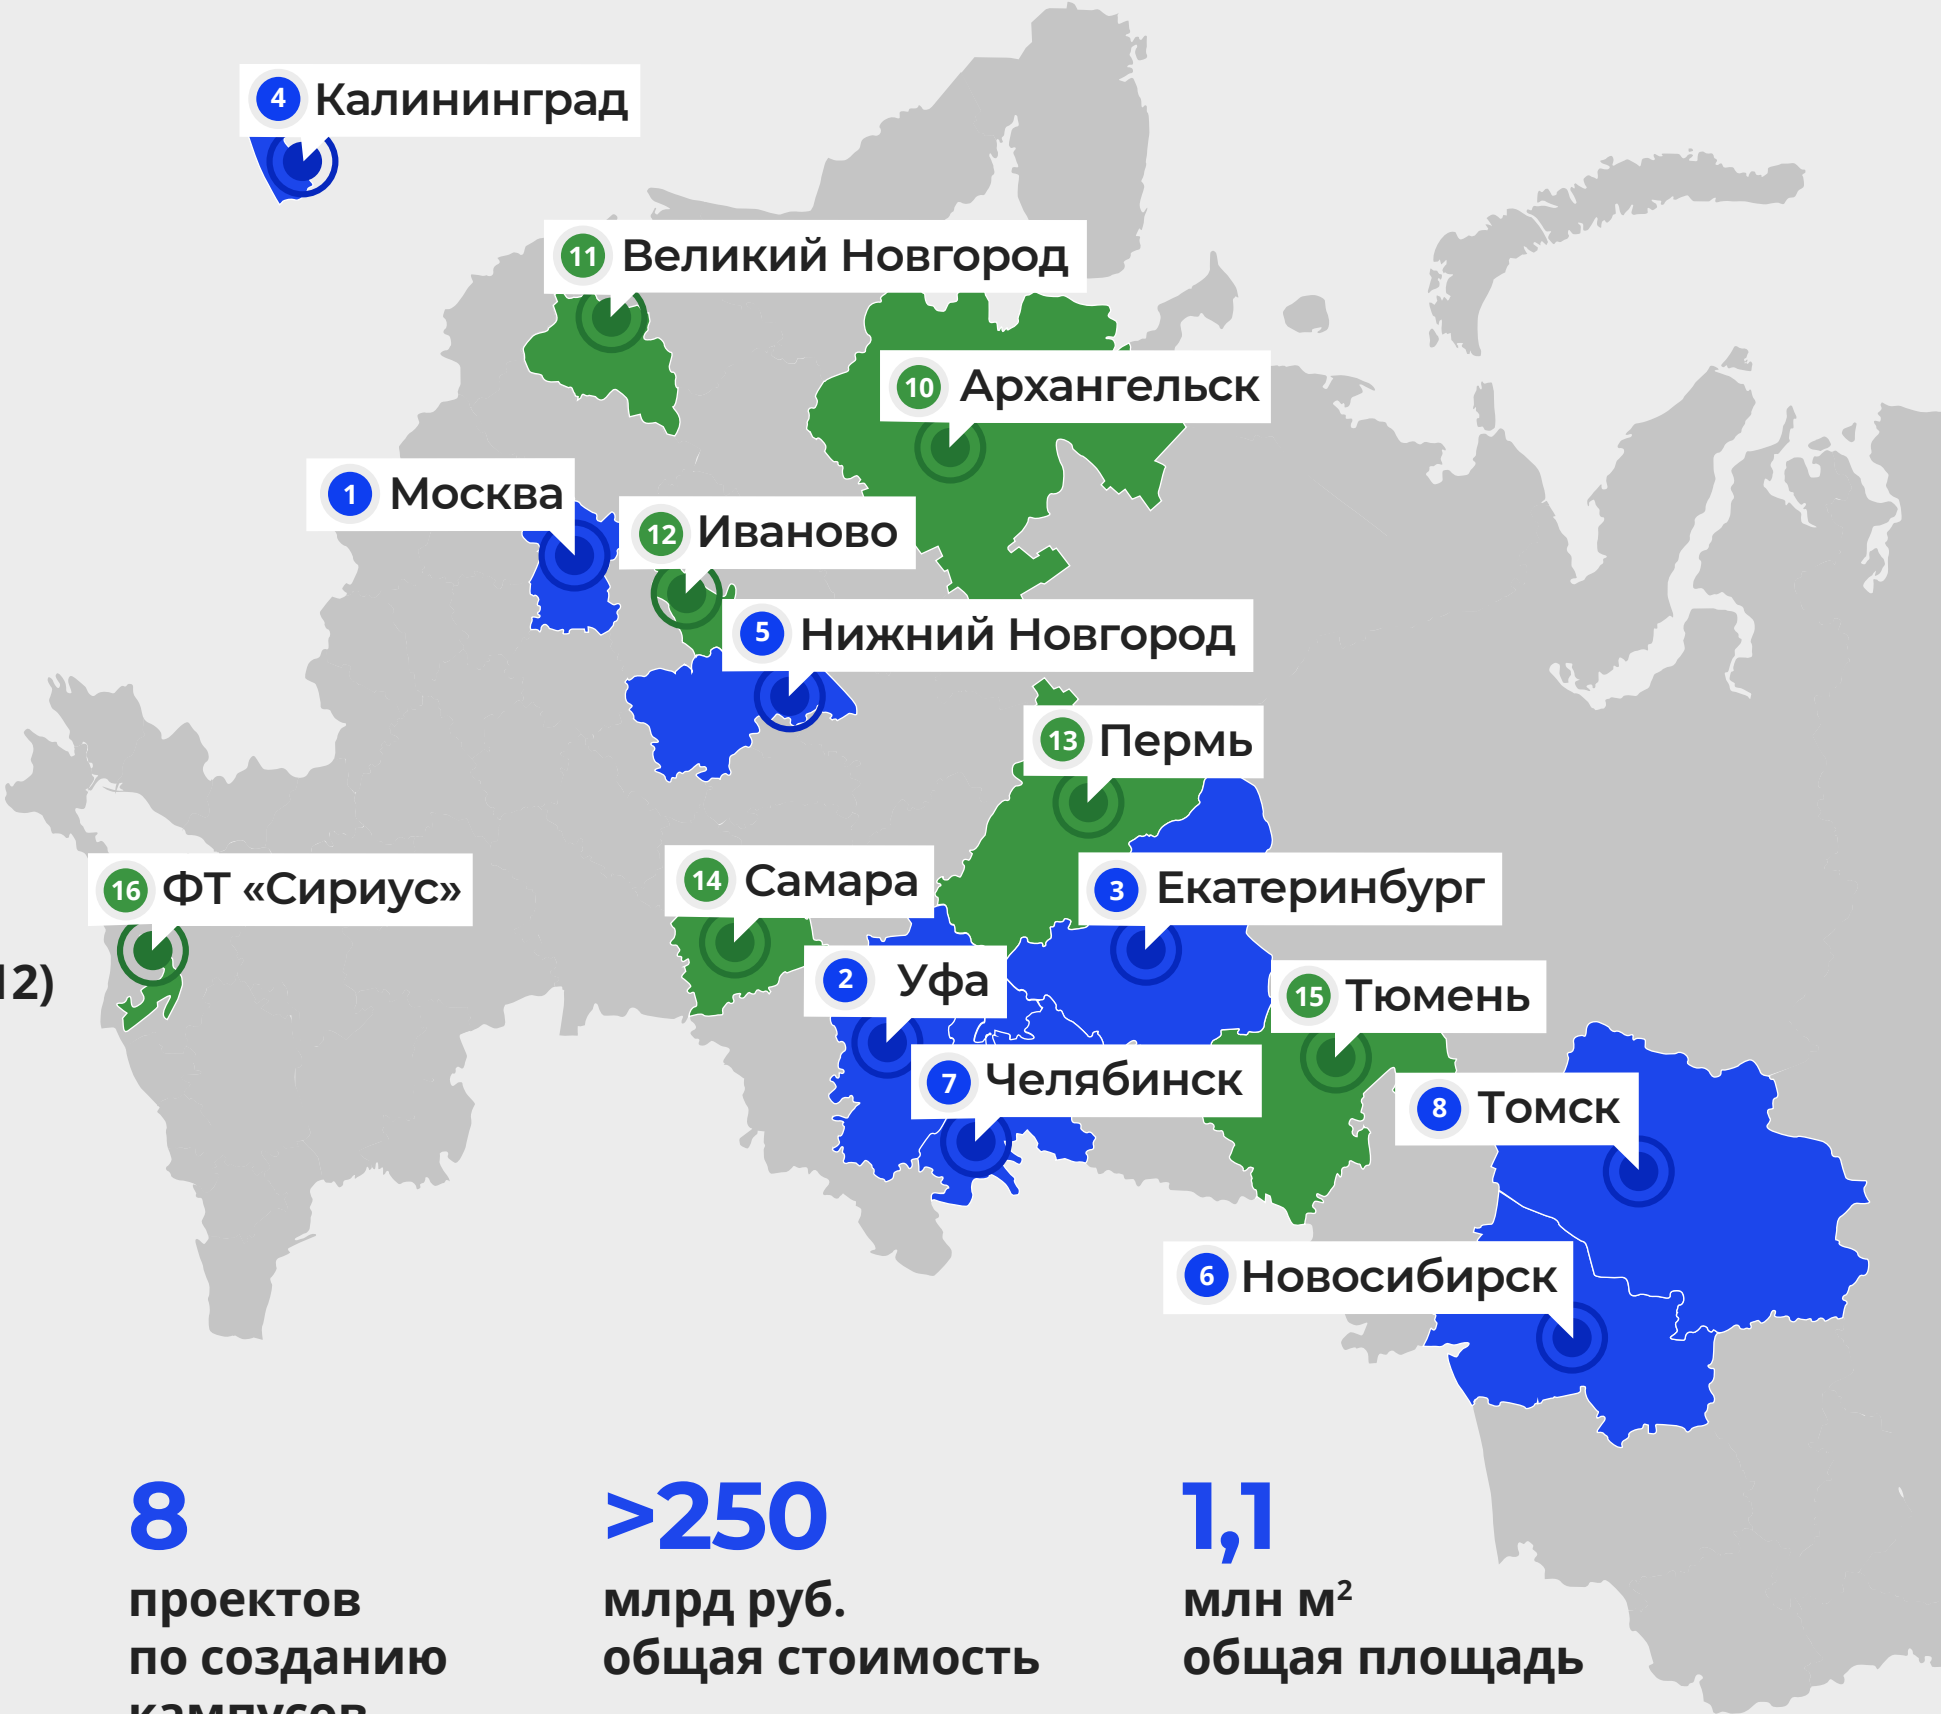 4 Калининград
11 Великий Новгород
10 Архангельск
1 Москва
12 Иваново
5 Нижний Новгород
13 Пермь
14 Самара
3 Екатеринбург
16 ФТ «Сириус»
2 Уфа
15 Тюмень
12)
7 Челябинск
8 Томск
6 Новосибирск
8
проектов
по созданию
кампусов
>250
млрд руб.
общая стоимость
1,1
млн м²
общая площадь